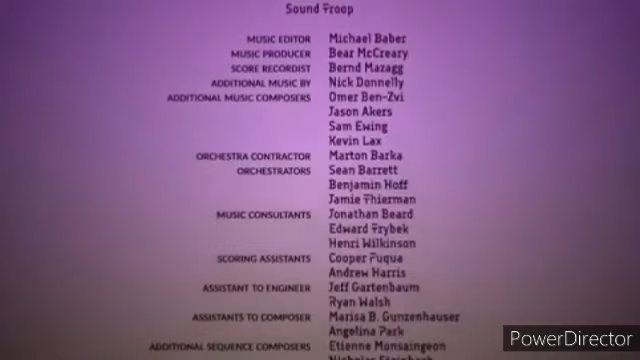 Sound Troop
MUSIC EDITOR Michael Baber
MUSIC PRODUCER Bear McCreary
SCORE RECORDIST Bernd Mazagg
ADDITIONAL MUSIC BY Nick Donnelly
ADDITIONAL MUSIC COMPOSERS Omer Ben-Zvi
Jason Akers
Sam Ewing
Kevin Lax
ORCHESTRA CONTRACTOR Marton Barka
ORCHESTRATORS Sean Barrett
Benjamin Hoff
Jamie Thierman
MUSIC CONSULTANTS Jonathan Beard
Edward Trybek
Henri Wilkinson
SCORING ASSISTANTS Cooper Fuqua
Andrew Harris
ASSISTANT TO ENGINEER Jeff Gartenbaum
Ryan Walsh
ASSISTANTS TO COMPOSER Marisa B. Gunzenhauser
Angelina Park
ADDITIONAL SEQUENCE COMPOSERS Etienne Monsaingeon
PowerDirector